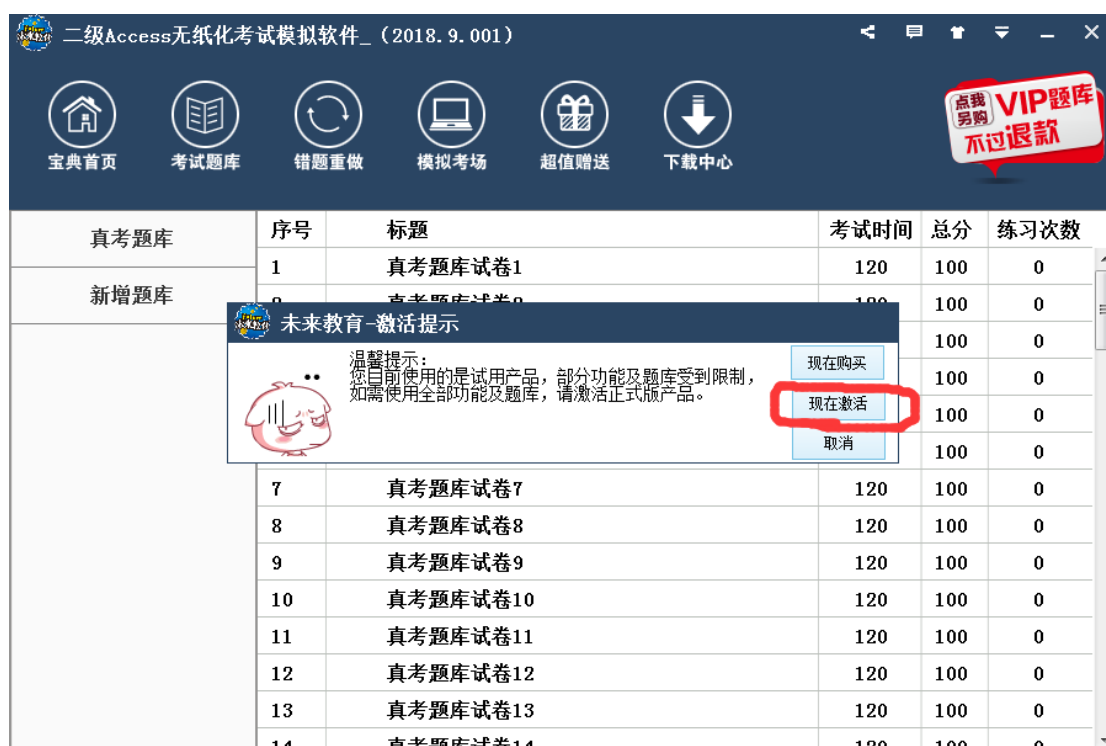 二级Access无纸化考试模拟软件_（2018.9.001）
宝典首页 考试题库 错题重做 模拟考场 超值赠送 下载中心
点我另购 VIP题库
不过退款
真考题库
新增题库
序号 标题 考试时间 总分 练习次数
1 真考题库试卷1 120 100 0
100 0
未来教育-激活提示
温馨提示：
您目前使用的是试用产品，部分功能及题库受到限制，
如需使用全部功能及题库，请激活正式版产品。
现在购买
现在激活
取消
100 0
100 0
100 0
100 0
7 真考题库试卷7 120 100 0
8 真考题库试卷8 120 100 0
9 真考题库试卷9 120 100 0
10 真考题库试卷10 120 100 0
11 真考题库试卷11 120 100 0
12 真考题库试卷12 120 100 0
13 真考题库试卷13 120 100 0
14 真考题库试卷14 120 100 0